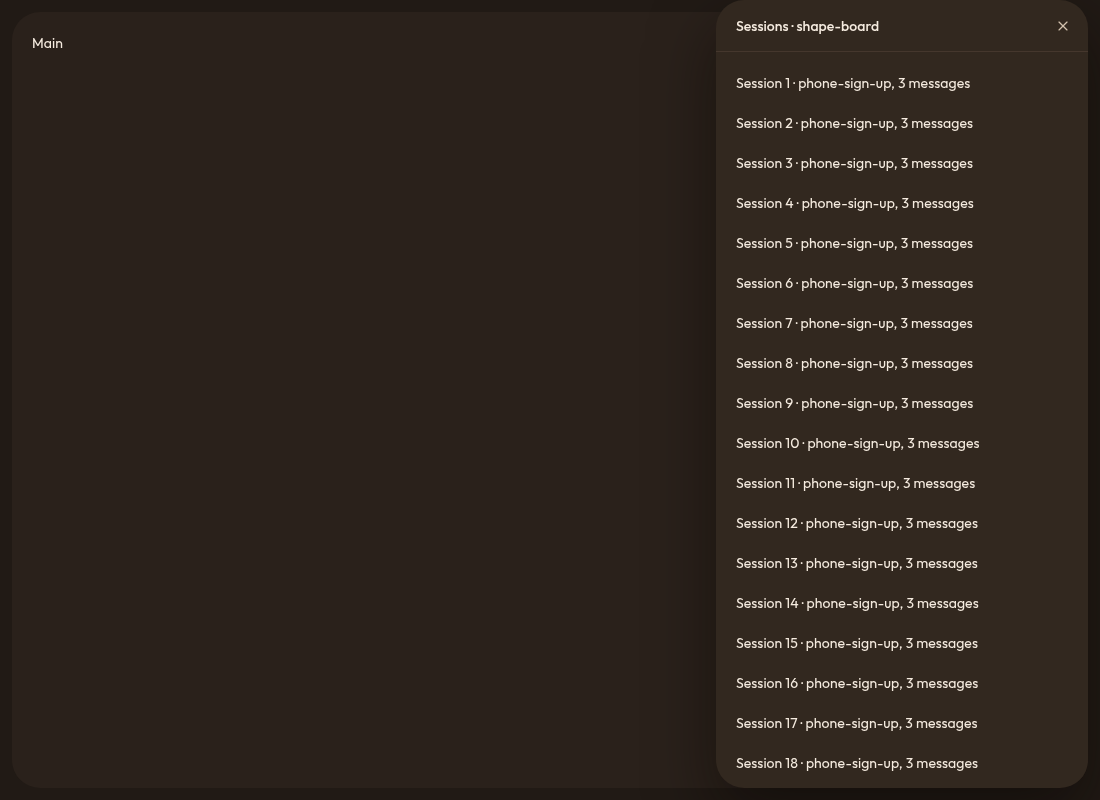 Main
Sessions · shape-board
Session 1 · phone-sign-up, 3 messages
Session 2 · phone-sign-up, 3 messages
Session 3 · phone-sign-up, 3 messages
Session 4 · phone-sign-up, 3 messages
Session 5 · phone-sign-up, 3 messages
Session 6 · phone-sign-up, 3 messages
Session 7 · phone-sign-up, 3 messages
Session 8 · phone-sign-up, 3 messages
Session 9 · phone-sign-up, 3 messages
Session 10 · phone-sign-up, 3 messages
Session 11 · phone-sign-up, 3 messages
Session 12 · phone-sign-up, 3 messages
Session 13 · phone-sign-up, 3 messages
Session 14 · phone-sign-up, 3 messages
Session 15 · phone-sign-up, 3 messages
Session 16 · phone-sign-up, 3 messages
Session 17 · phone-sign-up, 3 messages
Session 18 · phone-sign-up, 3 messages